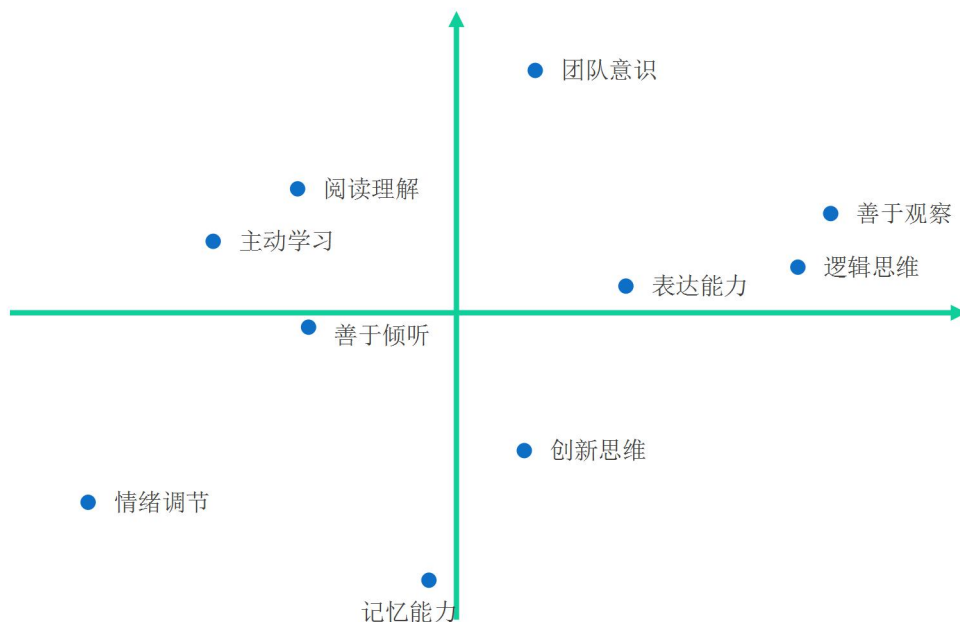 团队意识
阅读理解
善于观察
主动学习
逻辑思维
表达能力
善于倾听
创新思维
情绪调节
记忆能力